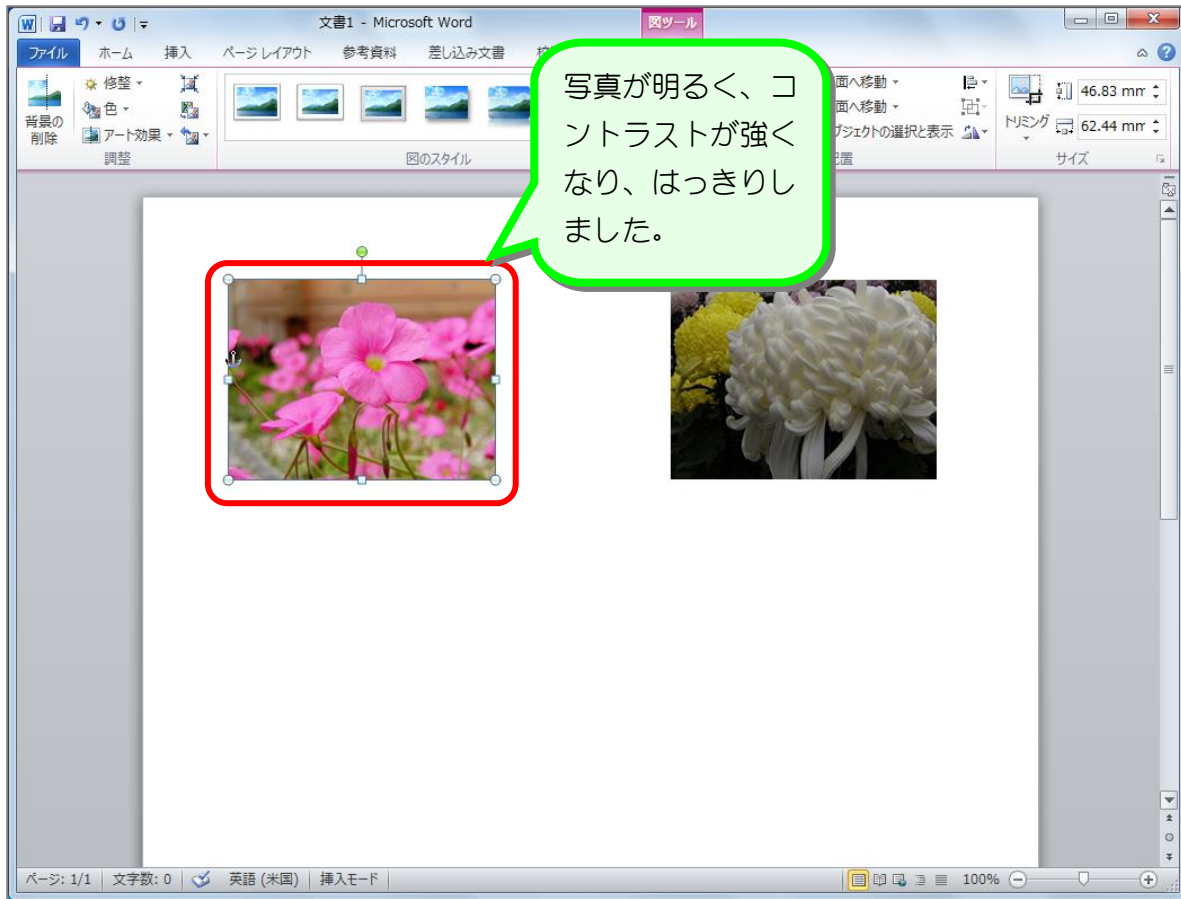 文書1 - Microsoft Word
図ツール
ファイル ホーム 挿入 ページ レイアウト 参考資料 差し込み文書
背景の
削除
修整
色
アート効果
調整
図のスタイル
写真が明るく、コ
ントラストが強く
なり、はっきりし
ました。
面へ移動
面へ移動
ブジェクトの選択と表示
配置
トリミング
46.83 mm
62.44 mm
サイズ
ページ: 1/1 文字数: 0 英語 (米国) 挿入モード 100%